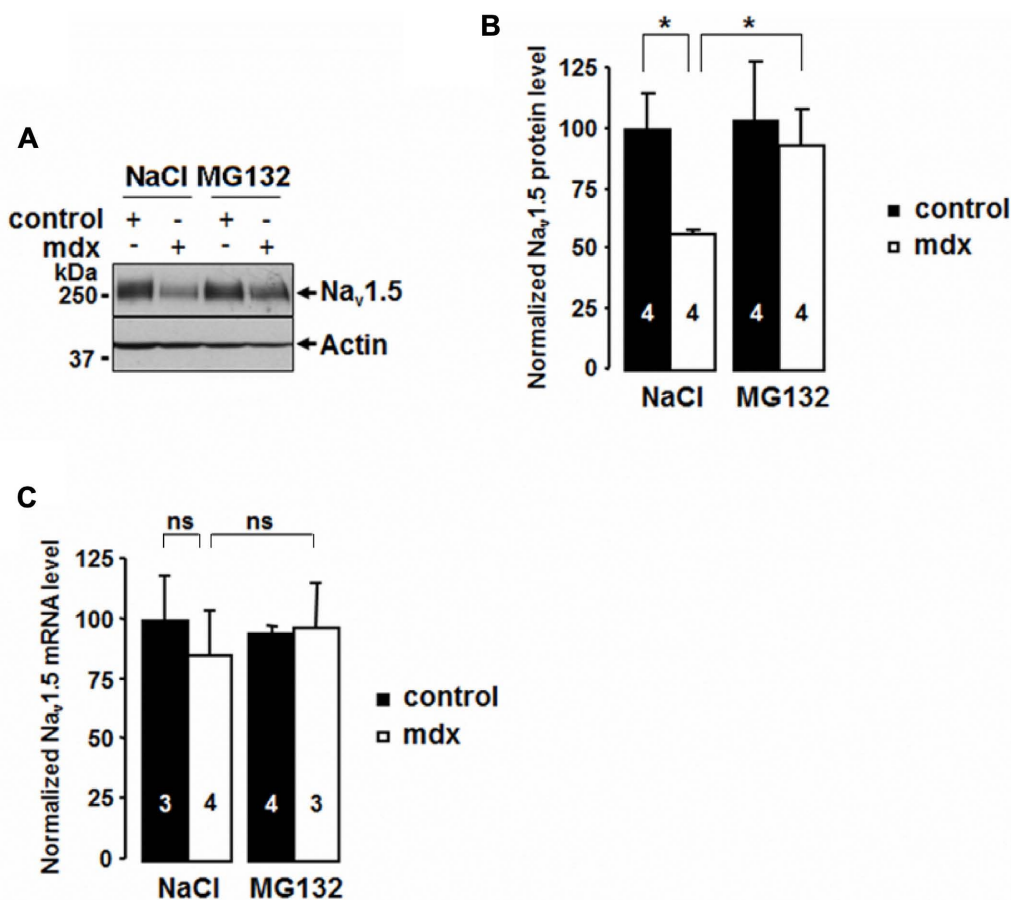 A
NaCl MG132
control + - + -
mdx - + - +
kDa
250 Nav1.5
37 Actin
B
* *
Normalized Nav1.5 protein level
125
100
75
50
25
0
4 4 4 4
NaCl MG132
control
mdx
C
ns ns
Normalized Nav1.5 mRNA level
125
100
75
50
25
0
3 4 4 3
NaCl MG132
control
mdx